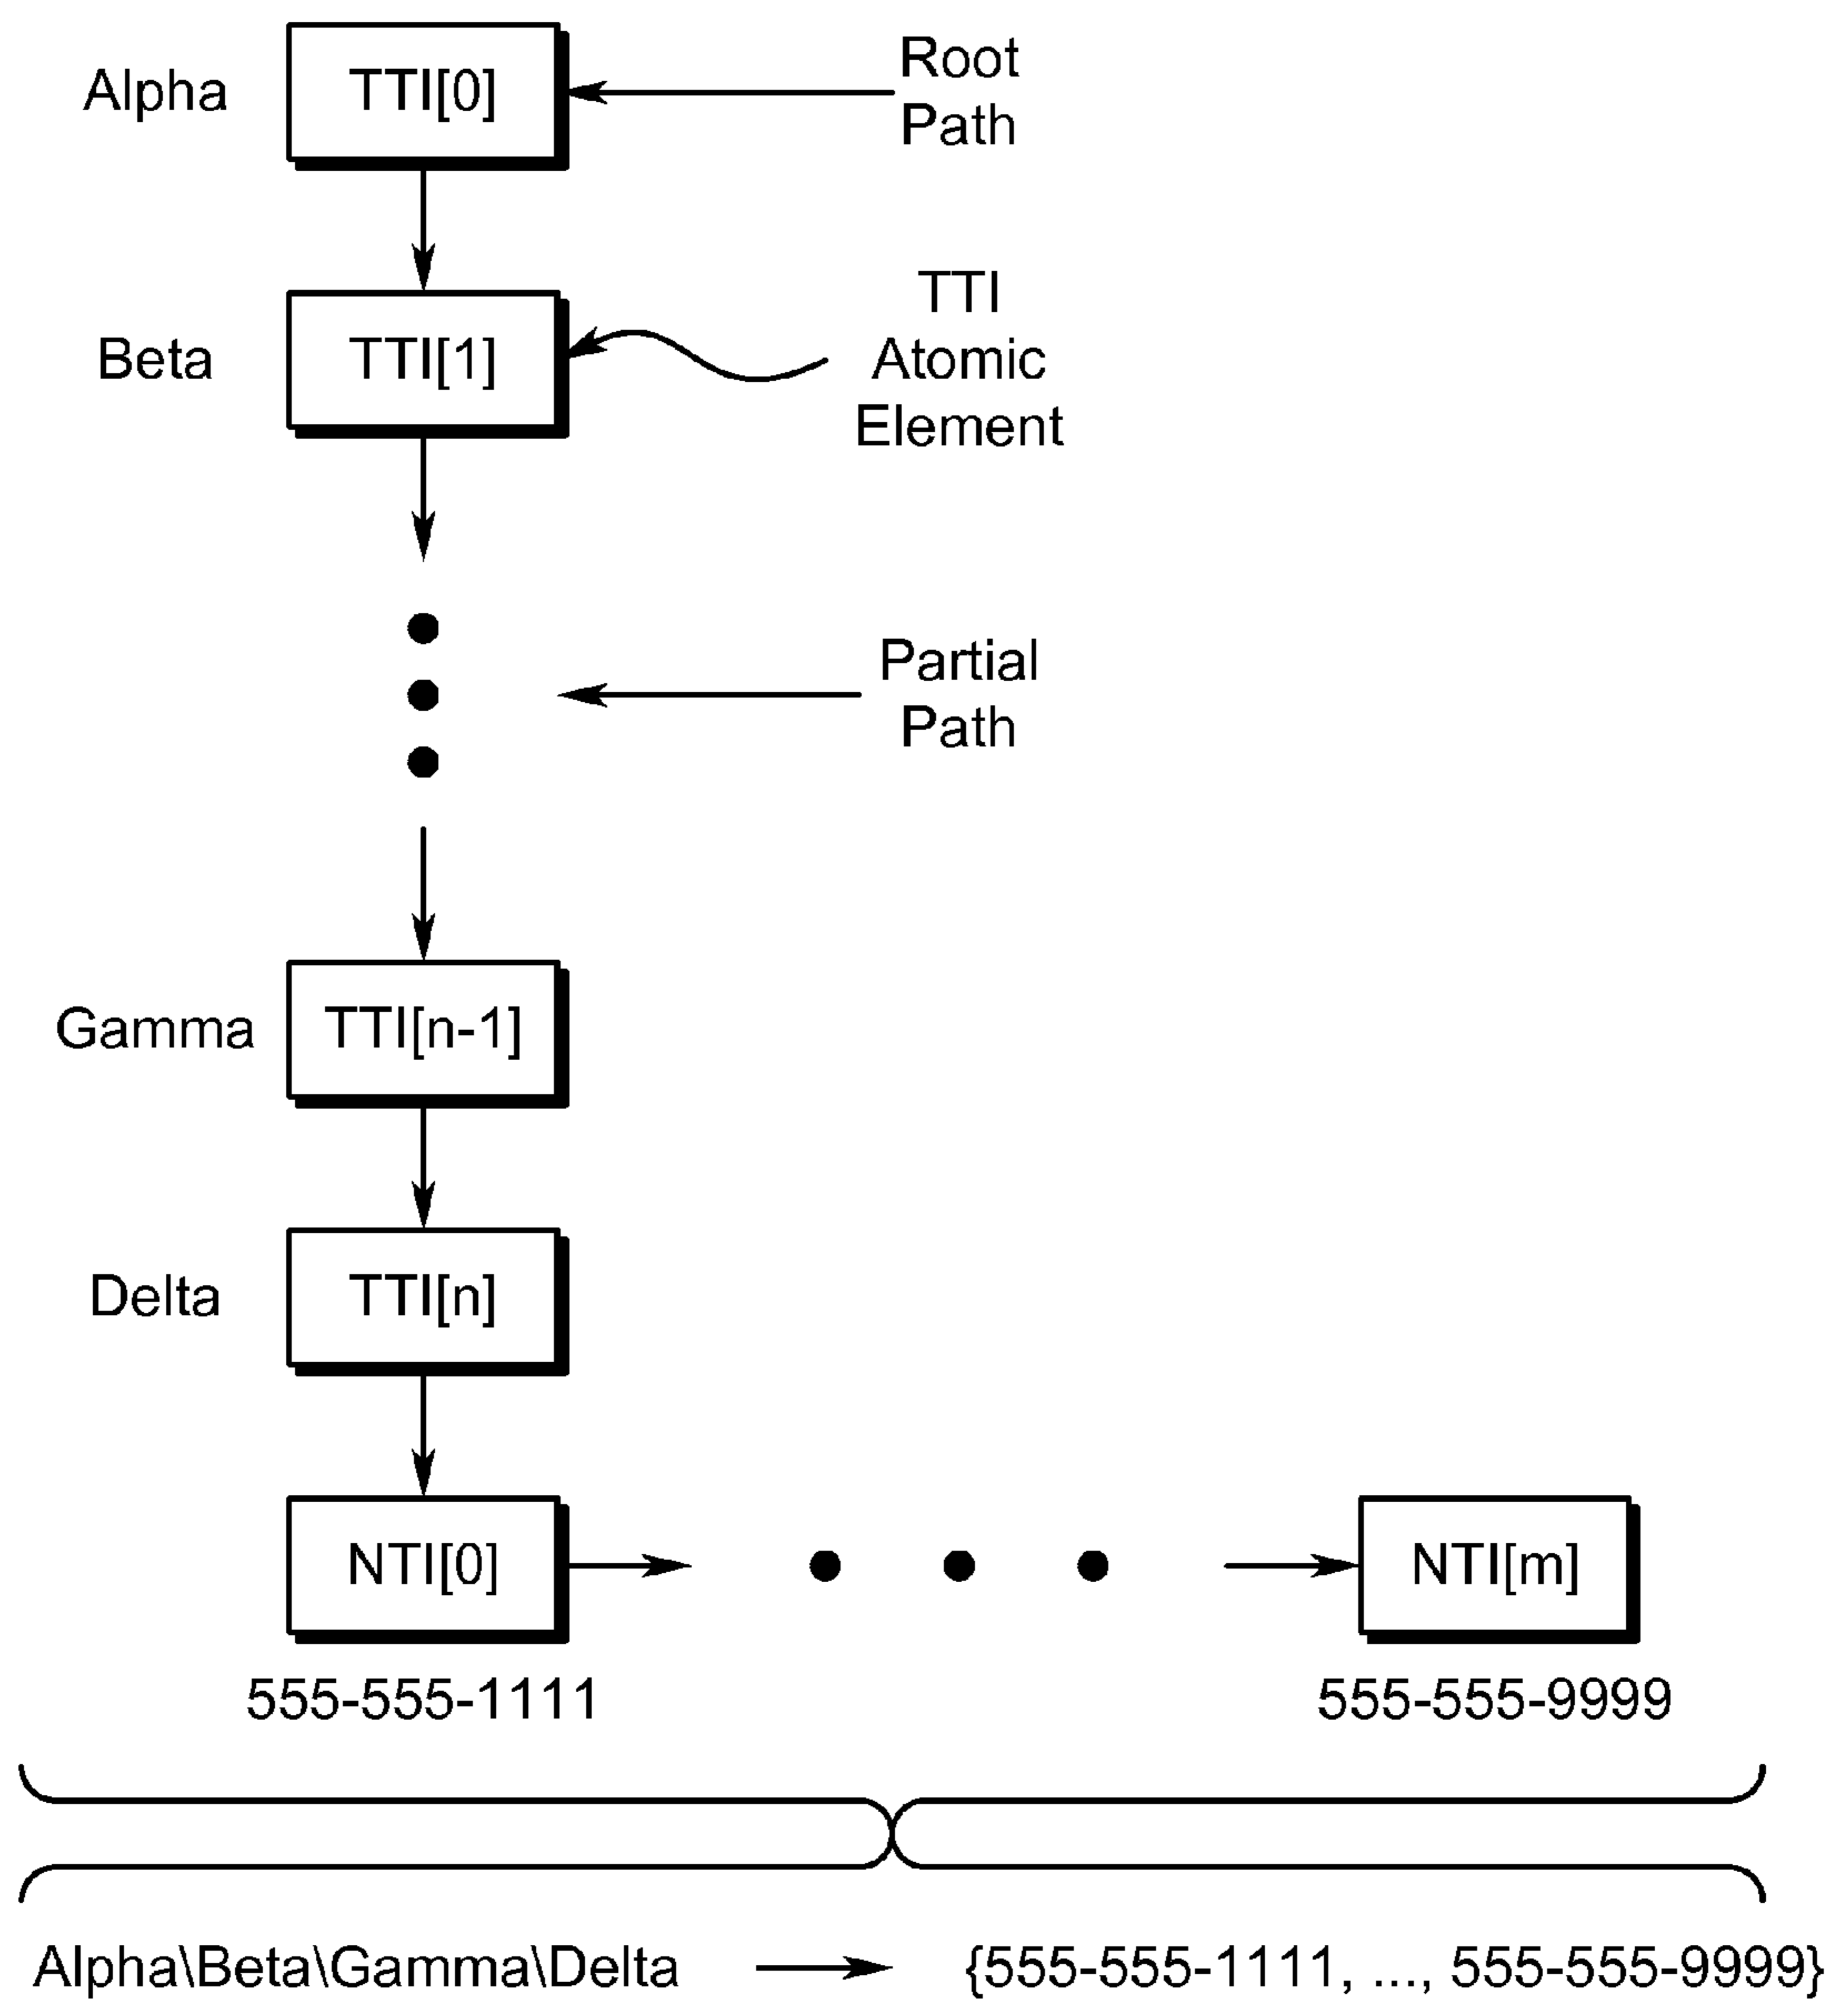 Alpha
TTI[0]
Root
Path
Beta
TTI[1]
TTI
Atomic
Element
Partial
Path
Gamma
TTI[n-1]
Delta
TTI[n]
NTI[0]
NTI[m]
555-555-1111
555-555-9999
Alpha\Beta\Gamma\Delta
{555-555-1111, ..., 555-555-9999}